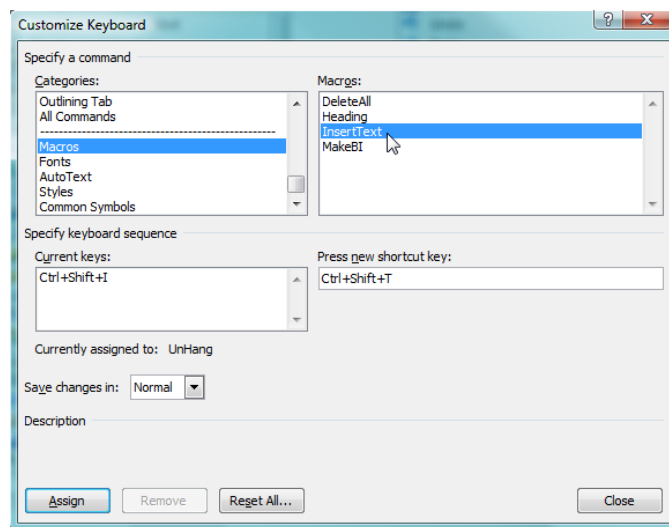 Customize Keyboard
Specify a command
Categories: Macros:
Outlining Tab DeleteAll
All Commands Heading
------------------------------------------------ InsertText
Macros MakeBI
Fonts
AutoText
Styles
Common Symbols
Specify keyboard sequence
Current keys: Press new shortcut key:
Ctrl+Shift+I Ctrl+Shift+T
Currently assigned to: UnHang
Save changes in: Normal
Description
Assign Remove Reset All... Close